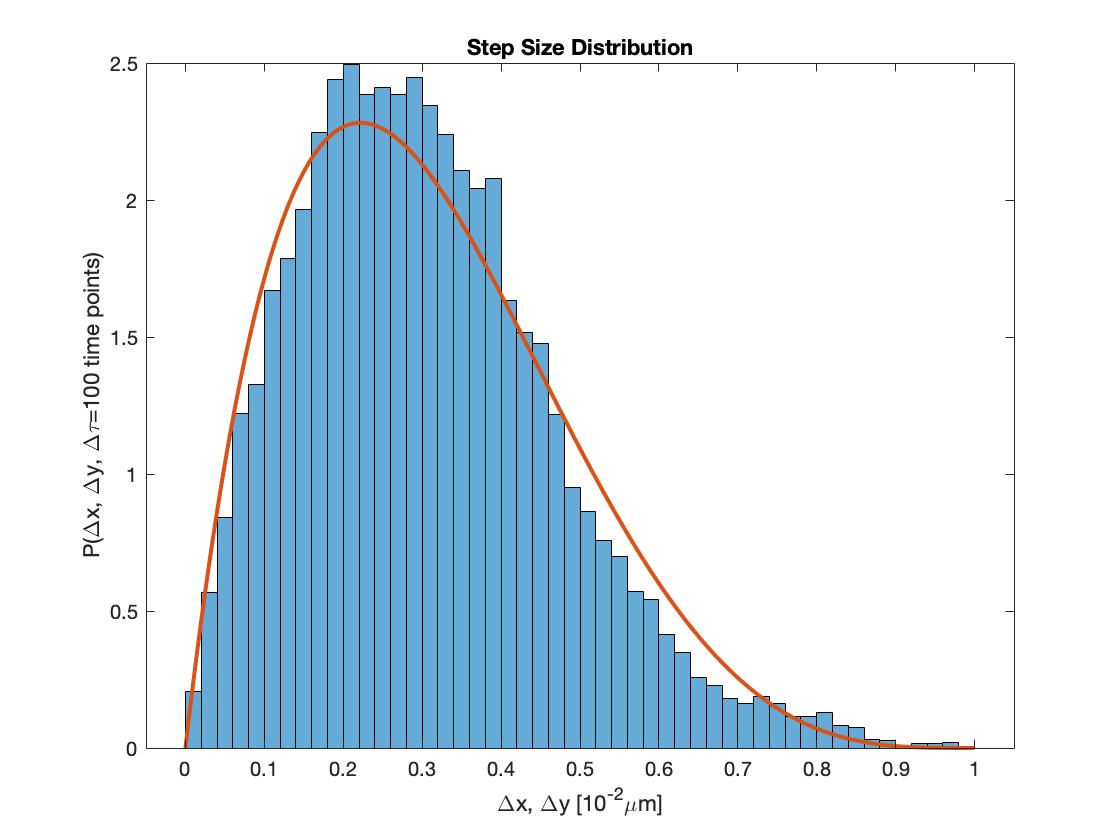 Step Size Distribution
P(Δx, Δy, Δτ=100 time points)
2.5
2
1.5
1
0.5
0
0 0.1 0.2 0.3 0.4 0.5 0.6 0.7 0.8 0.9 1
Δx, Δy [10⁻²μm]